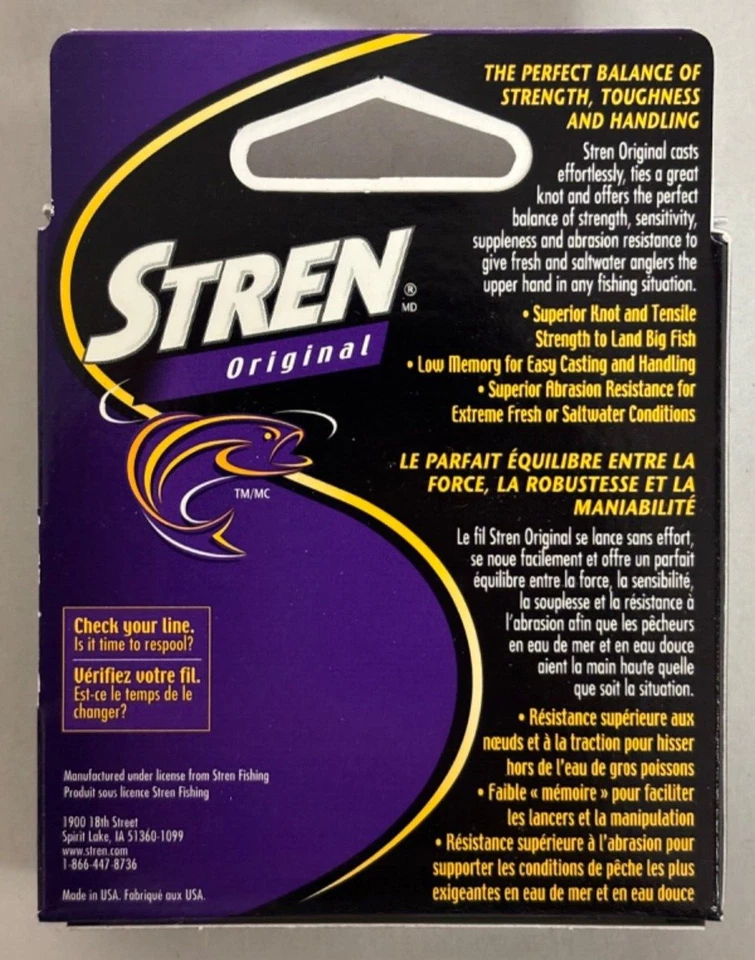 THE PERFECT BALANCE OF
STRENGTH, TOUGHNESS
AND HANDLING
Stren Original casts
effortlessly, ties a great
knot and offers the perfect
balance of strength, sensitivity,
suppleness and abrasion resistance to
give fresh and saltwater anglers the
upper hand in any fishing situation.
• Superior Knot and Tensile
Strength to Land Big Fish
• Low Memory for Easy Casting and Handling
• Superior Abrasion Resistance for
Extreme Fresh or Saltwater Conditions
STREN
® MD
Original
TM/MC
LE PARFAIT ÉQUILIBRE ENTRE LA
FORCE, LA ROBUSTESSE ET LA
MANIABILITÉ
Le fil Stren Original se lance sans effort,
se noue facilement et offre un parfait
équilibre entre la force, la sensibilité,
la souplesse et la résistance à
l'abrasion afin que les pêcheurs
en eau de mer et en eau douce
aient la main haute quelle
que soit la situation.
• Résistance supérieure aux
nœuds et à la traction pour hisser
hors de l'eau de gros poissons
• Faible « mémoire » pour faciliter
les lancers et la manipulation
• Résistance supérieure à l'abrasion pour
supporter les conditions de pêche les plus
exigeantes en eau de mer et en eau douce
Check your line.
Is it time to respool?
Vérifiez votre fil.
Est-ce le temps de le
changer?
Manufactured under license from Stren Fishing
Produit sous licence Stren Fishing
1900 18th Street
Spirit Lake, IA 51360-1099
www.stren.com
1-866-447-8736
Made in USA. Fabriqué aux USA.